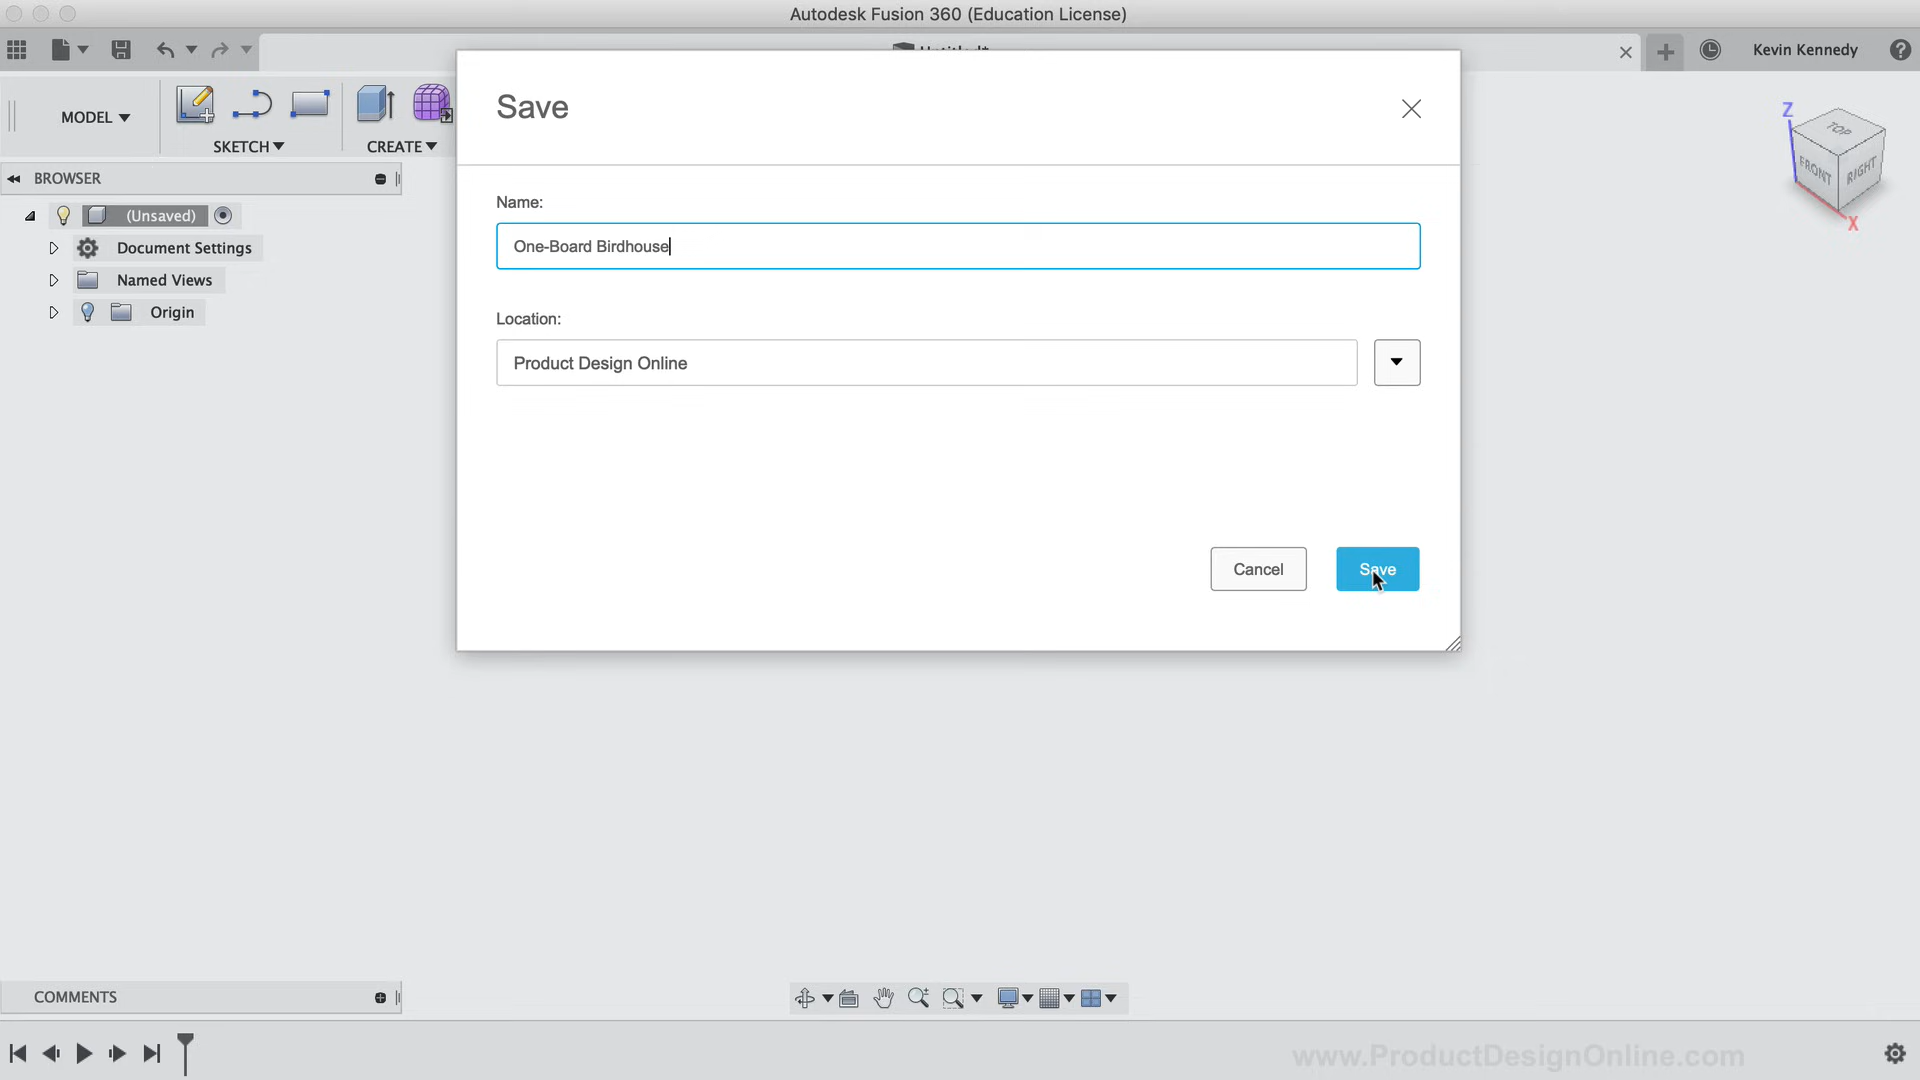 Autodesk Fusion 360 (Education License)
Untitled*
Kevin Kennedy
MODEL
SKETCH
CREATE
BROWSER
(Unsaved)
Document Settings
Named Views
Origin
Save
Name:
One-Board Birdhouse
Location:
Product Design Online
Cancel
Save
Z
TOP
FRONT
RIGHT
X
COMMENTS
www.ProductDesignOnline.com